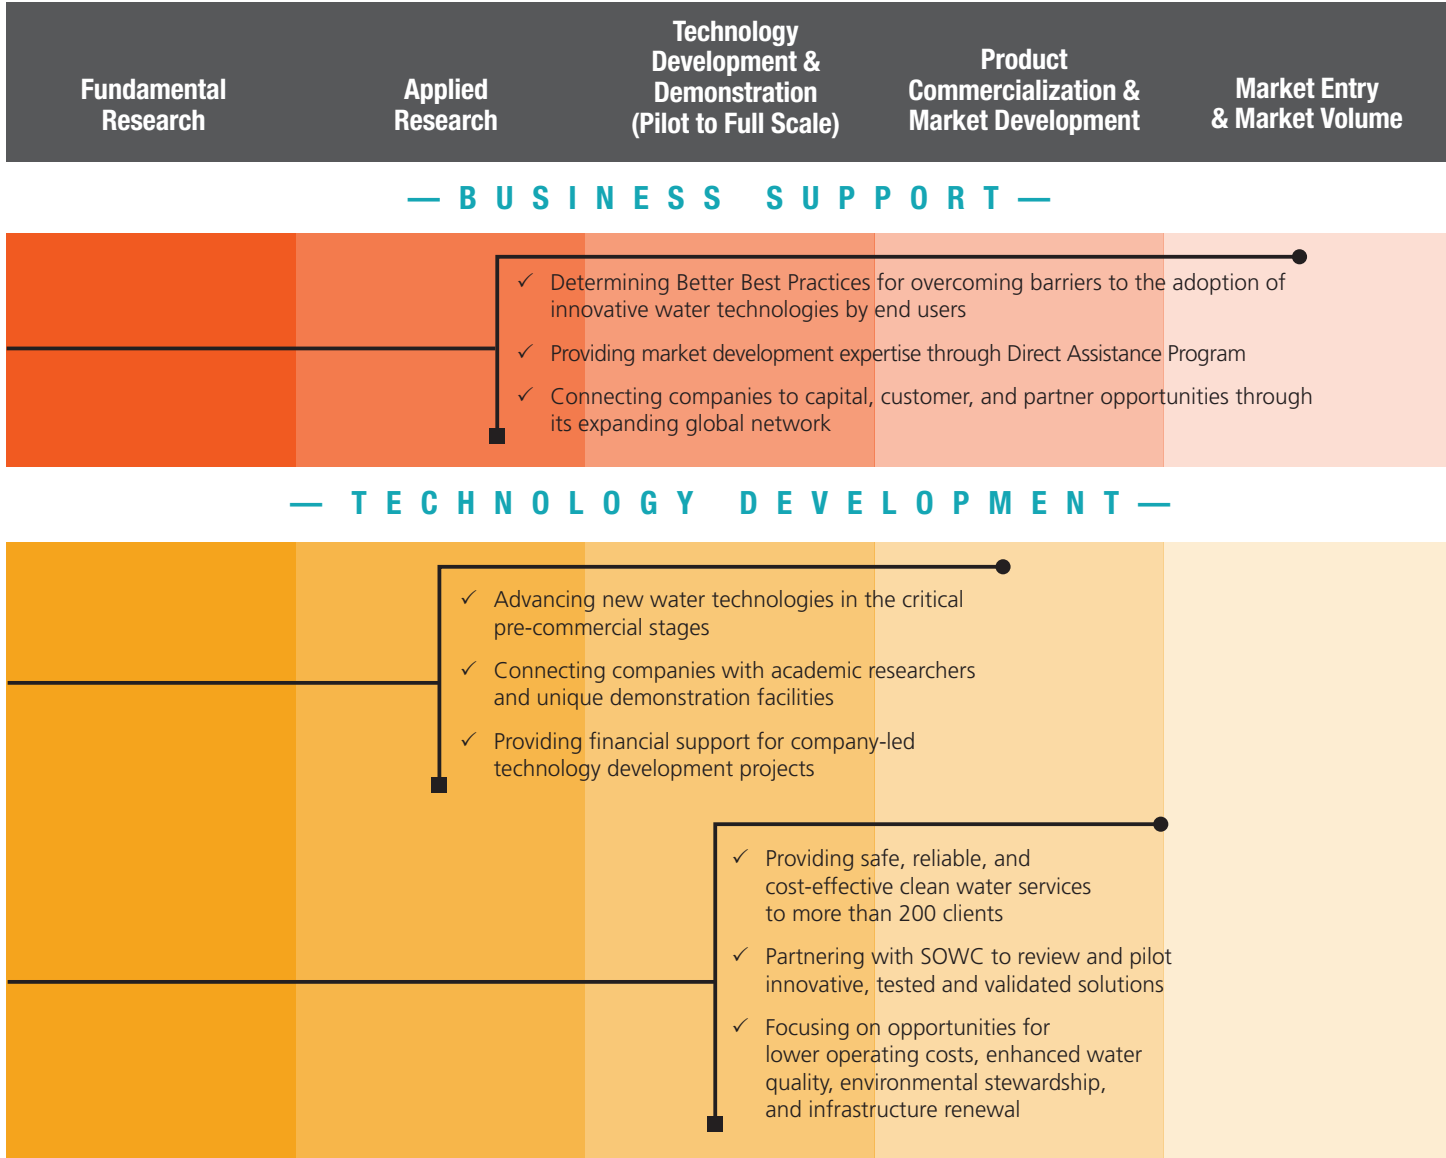 Fundamental
Research
Applied
Research
Technology
Development &
Demonstration
(Pilot to Full Scale)
Product
Commercialization &
Market Development
Market Entry
& Market Volume
— BUSINESS SUPPORT —
✓ Determining Better Best Practices for overcoming barriers to the adoption of
innovative water technologies by end users
✓ Providing market development expertise through Direct Assistance Program
✓ Connecting companies to capital, customer, and partner opportunities through
its expanding global network
— TECHNOLOGY DEVELOPMENT —
✓ Advancing new water technologies in the critical
pre-commercial stages
✓ Connecting companies with academic researchers
and unique demonstration facilities
✓ Providing financial support for company-led
technology development projects
✓ Providing safe, reliable, and
cost-effective clean water services
to more than 200 clients
✓ Partnering with SOWC to review and pilot
innovative, tested and validated solutions
✓ Focusing on opportunities for
lower operating costs, enhanced water
quality, environmental stewardship,
and infrastructure renewal